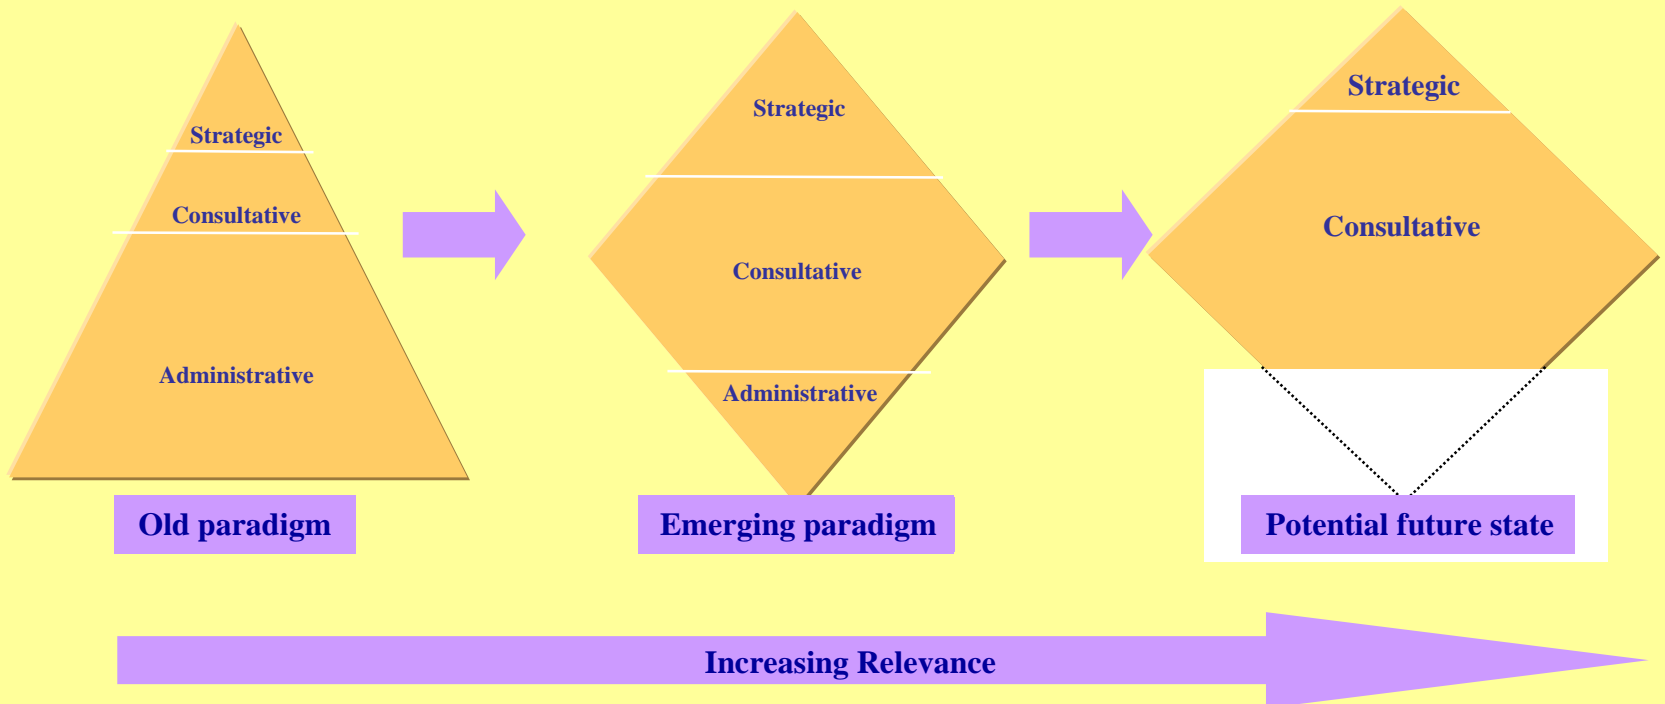 Strategic
Consultative
Administrative
Old paradigm
Strategic
Consultative
Administrative
Emerging paradigm
Strategic
Consultative
Potential future state
Increasing Relevance